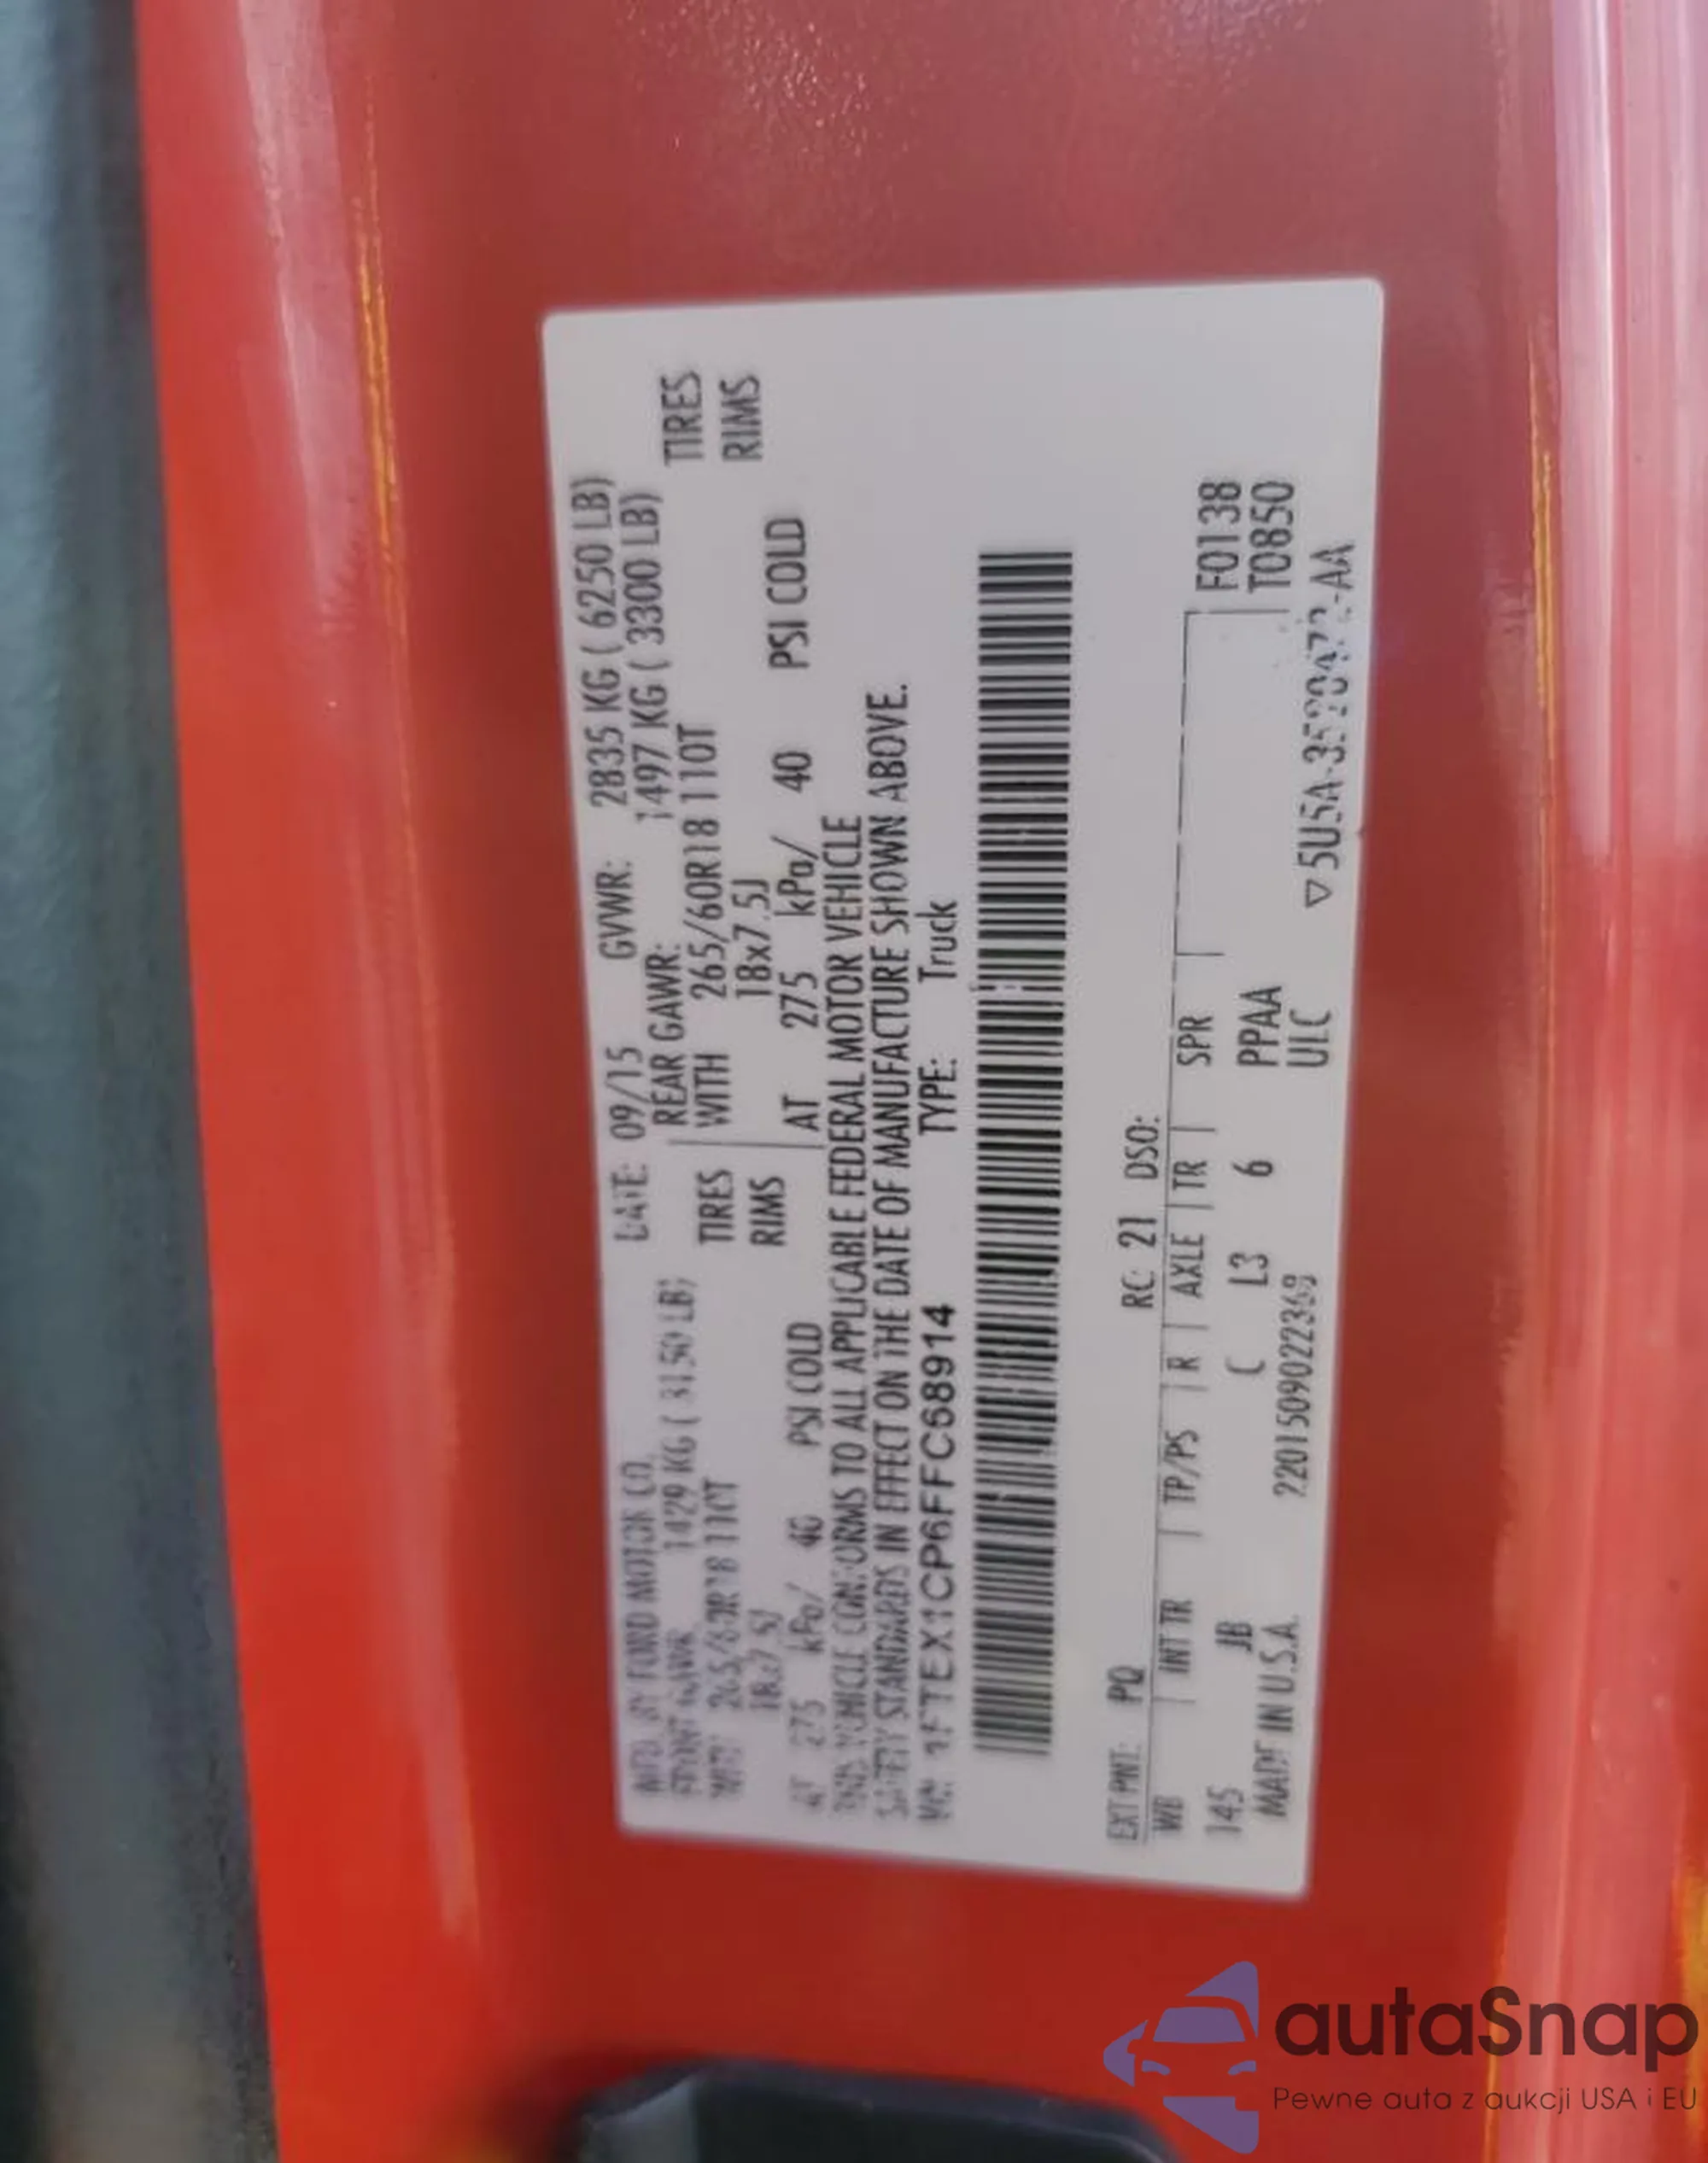 MFD. BY FORD MOTOR CO. DATE: 09/15 GVWR: 2835 KG ( 6250 LB)
FRONT GAWR: 1429 KG ( 3150 LB) REAR GAWR: 1497 KG ( 3300 LB)
WITH 265/60R18 110T TIRES WITH 265/60R18 110T TIRES
18x7.5J RIMS 18x7.5J RIMS
AT 275 kPa/ 40 PSI COLD AT 275 kPa/ 40 PSI COLD
THIS VEHICLE CONFORMS TO ALL APPLICABLE FEDERAL MOTOR VEHICLE
SAFETY STANDARDS IN EFFECT ON THE DATE OF MANUFACTURE SHOWN ABOVE.
VIN: 1FTEX1CP6FFC68914 TYPE: Truck
EXT PNT: PQ RC: 21 DSO:
WB INT TR TP/PS R AXLE TR SPR F0138
145 JB C L3 6 PPAA T0850
MADE IN U.S.A. ULC
autaSnap
Pewne auta z aukcji USA i EU